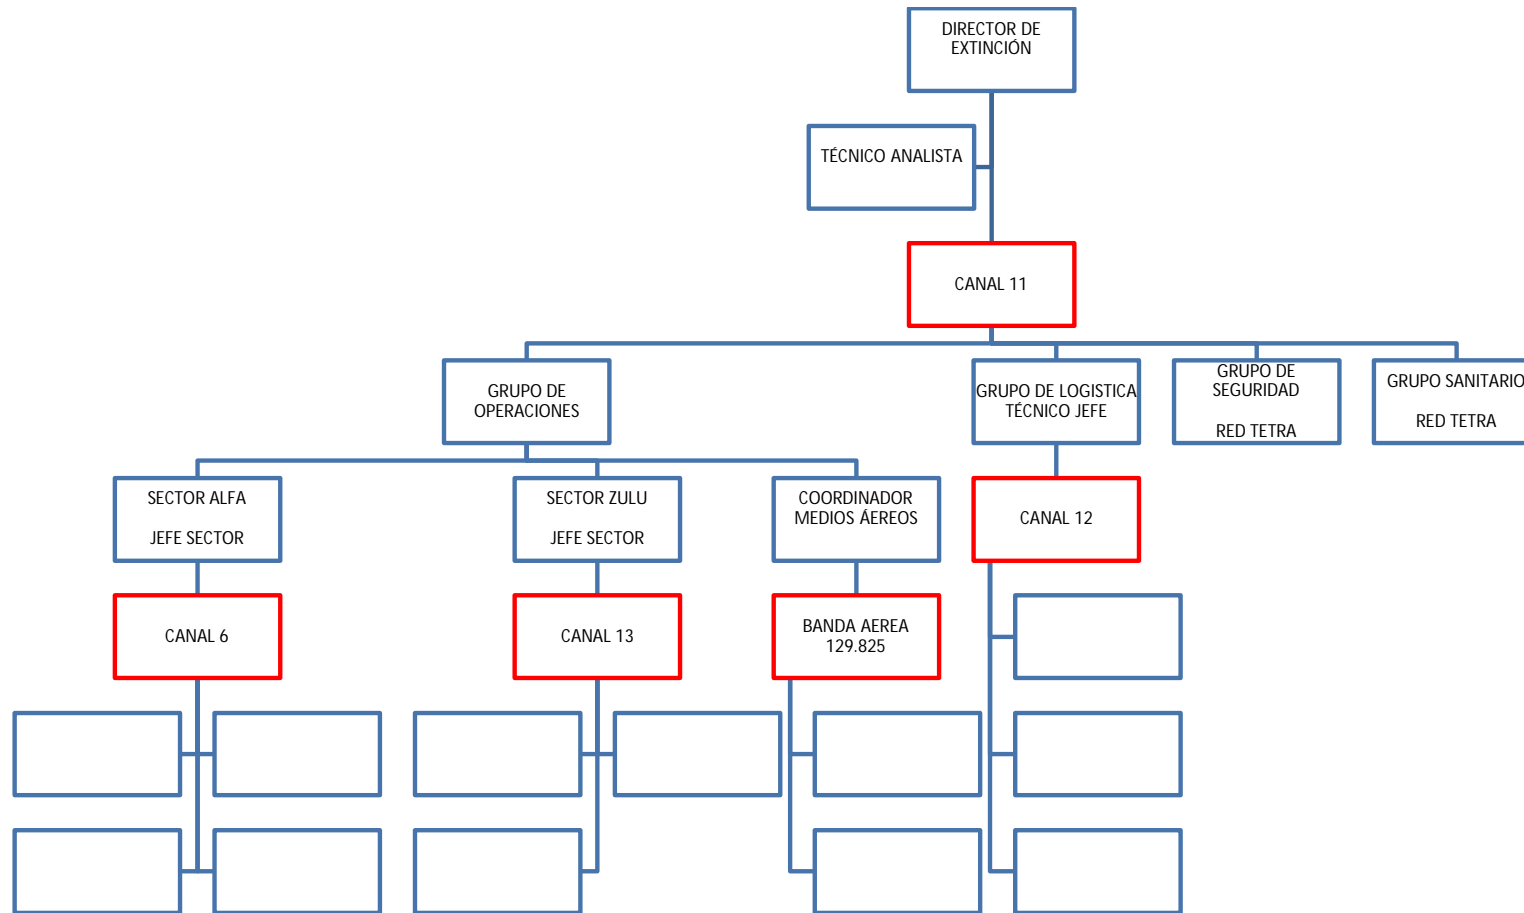 DIRECTOR DE
EXTINCIÓN
TÉCNICO ANALISTA
CANAL 11
GRUPO DE
OPERACIONES
GRUPO DE LOGISTICA
TÉCNICO JEFE
GRUPO DE
SEGURIDAD
RED TETRA
GRUPO SANITARIO
RED TETRA
SECTOR ALFA
JEFE SECTOR
SECTOR ZULU
JEFE SECTOR
COORDINADOR
MEDIOS ÁEREOS
CANAL 12
CANAL 6
CANAL 13
BANDA AEREA
129.825